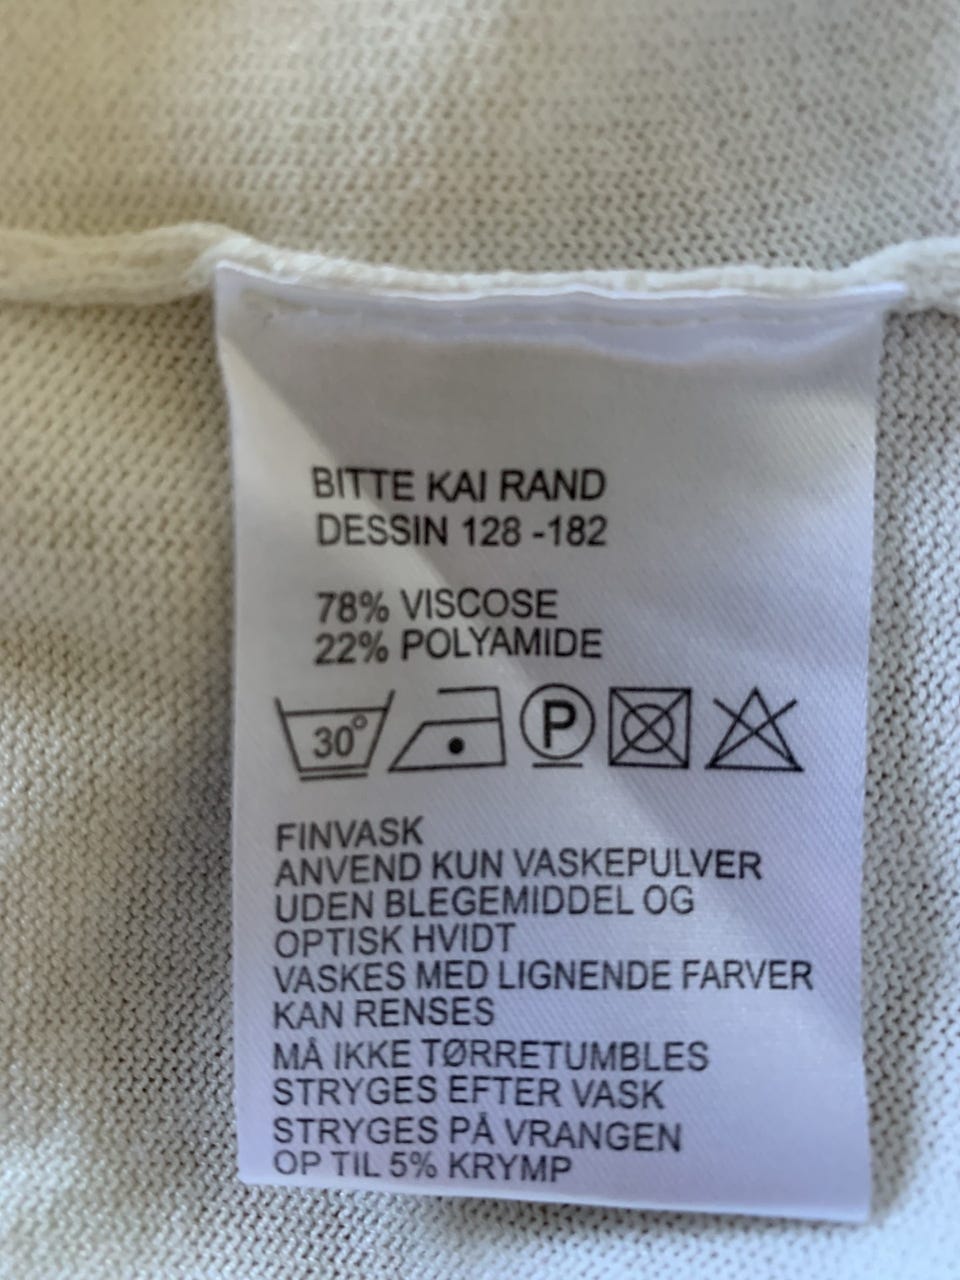 BITTE KAI RAND
DESSIN 128 -182
78% VISCOSE
22% POLYAMIDE
30° P
FINVASK
ANVEND KUN VASKEPULVER
UDEN BLEGEMIDDEL OG
OPTISK HVIDT
VASKES MED LIGNENDE FARVER
KAN RENSES
MÅ IKKE TØRRETUMBLES
STRYGES EFTER VASK
STRYGES PÅ VRANGEN
OP TIL 5% KRYMP